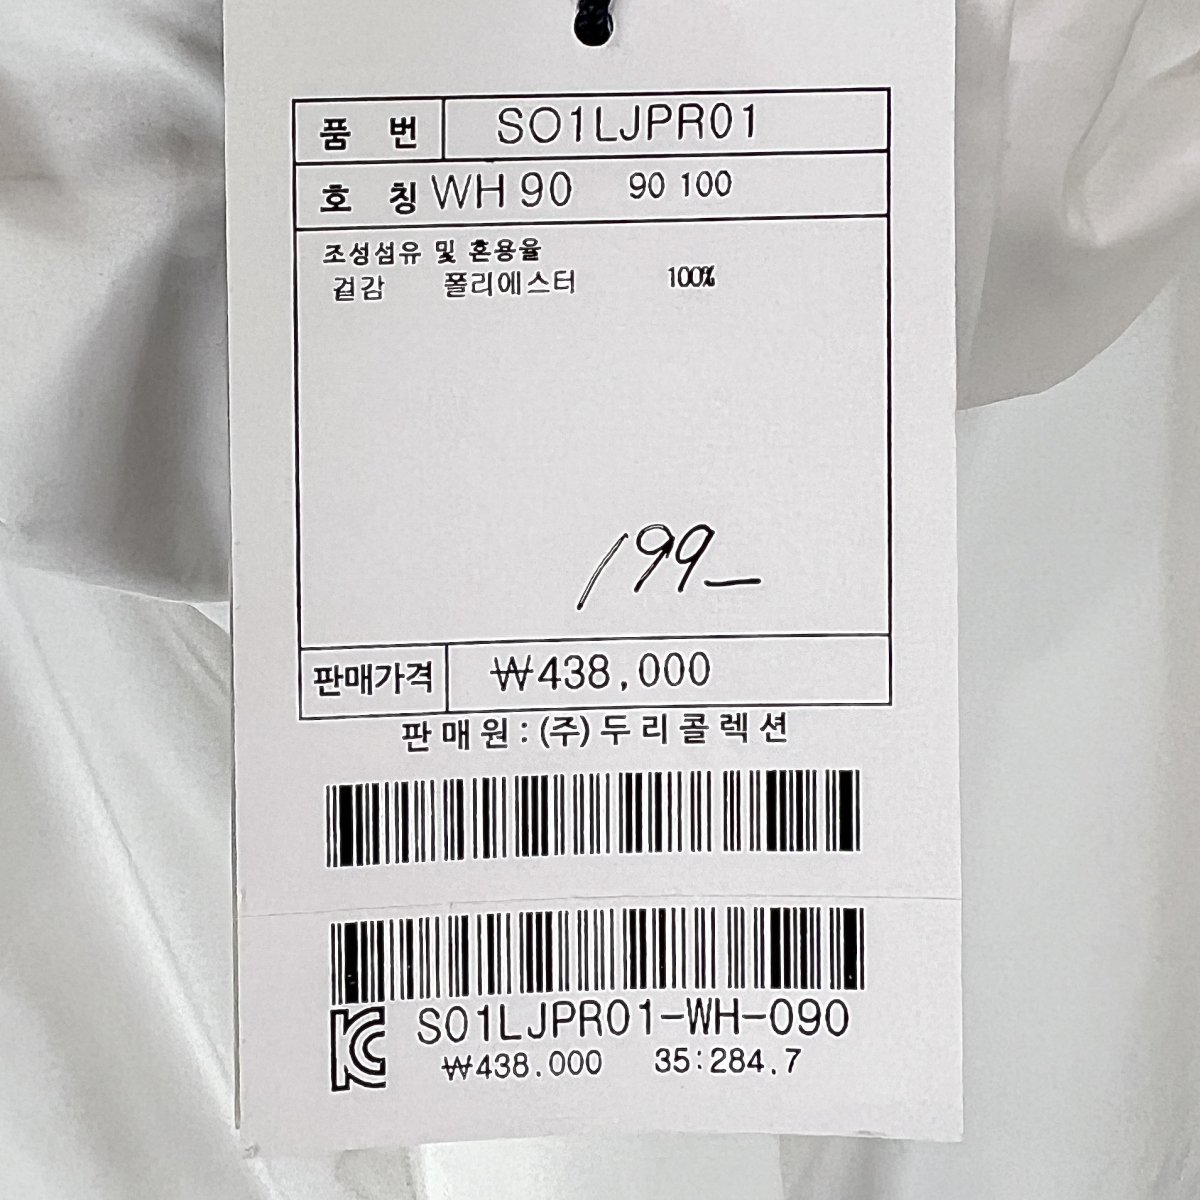 품 번 SO1LJPR01
호 칭 WH 90 90 100
조성섬유 및 혼용율
겉감 폴리에스터 100%
199-
판매가격 ₩438,000
판매원:(주)두리콜렉션
S01LJPR01-WH-090
₩438.000 35:284.7